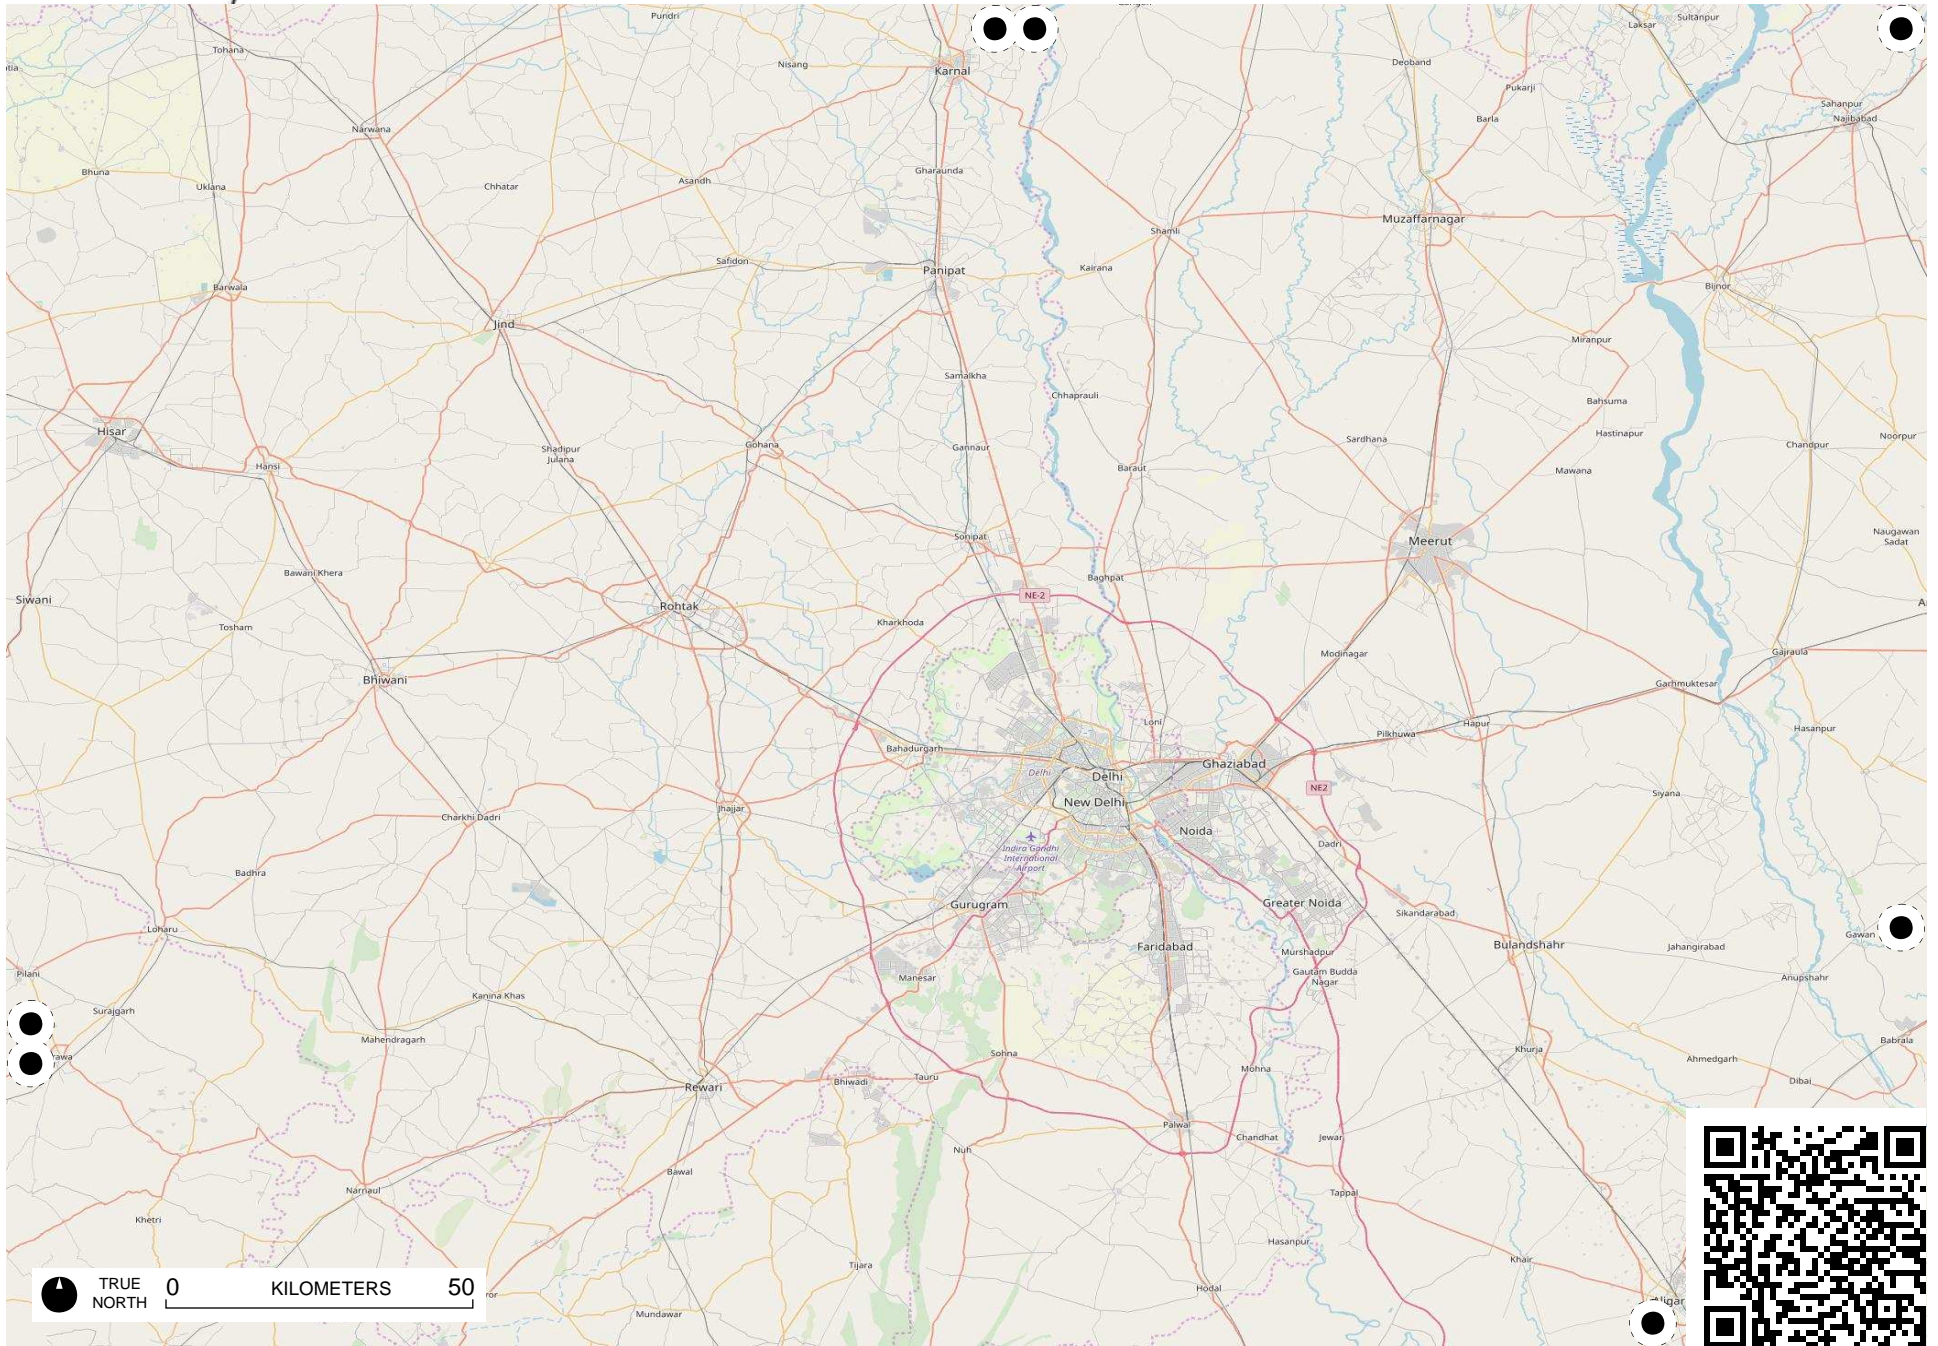 Pundri
Laksar
Sultanpur
Tohana
Nisang
Karnal
Deoband
Pukarji
Sahanpur
Najibabad
Narwana
Barla
Bhuna
Uklana
Chhatar
Asandh
Gharaunda
Muzaffarnagar
Shamli
Safidon
Panipat
Kairana
Barwala
Bijnor
Jind
Miranpur
Samalkha
Chhaprauli
Bahsuma
Hisar
Hastinapur
Sardhana
Chandpur
Noorpur
Gohana
Shadipur
Julana
Gannaur
Hansi
Baraut
Mawana
Sonipat
Meerut
Naugawan
Sadat
Bawani Khera
Baghpat
Siwani
NE-2
Rohtak
Tosham
Kharkhoda
Modinagar
Gajraula
Bhiwani
Garhmuktesar
Loni
Hapur
Pilkhuwa
Hasanpur
Bahadurgarh
Ghaziabad
Delhi
Delhi
NE2
Siyana
New Delhi
Jhajjar
Charkhi Dadri
Noida
Dadri
Indira Gandhi
International
Airport
Badhra
Gurugram
Greater Noida
Sikandarabad
Loharu
Gawan
Faridabad
Bulandshahr
Jahangirabad
Murshadpur
Pilani
Manesar
Gautam Budda
Nagar
Anupshahr
Kanina Khas
Surajgarh
Mahendragarh
Babrala
Khurja
Sohna
Ahmedgarh
rawa
Mohna
Tauru
Bhiwadi
Dibai
Rewari
Palwal
Chandhat
Jewar
Nuh
Bawal
Narnaul
Tappal
Khetri
Hasanpur
Khair
Tijara
TRUE
NORTH
0 KILOMETERS 50
Hodal
ror
Aligar
Mundawar